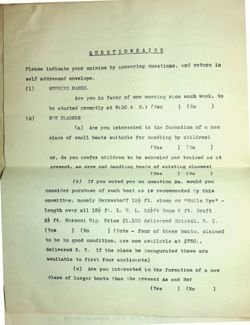 QUESTIONNAIRE
Please indicate your opinion by answering questions, and return in
self addressed envelope.
(1) MORNING RACES.
Are you in favor of one morning race each week, to
be started promptly at 9:30 A. M.? (Yes ) (No )
(2) NEW CLASSES
(a) Are you interested in the formation of a new
class of small boats suitable for handling by children?
(Yes ) (No )
or, do you prefer children to be schooled and trained as at
present, as crew and handling boats of existing classes?
(Yes ) (No )
(b) If you voted yes on question 2a. would you
consider purchase of such boat as is recommended by this
committee, namely Herreshoff 12½ ft. sloop or "Bulls Eye"-
length over all 15½ ft. L. W. L. 12½ft Beam 6 ft. Draft
2½ ft. Marconi Rig. Price $1,150 delivered Bristol, R. I.
(Yes ) (No ) (Note - four of these boats, claimed
to be in good condition, are now available at $750.,
delivered N. Y. If the class be inaugurated these are
available to first four applicants)
(c) Are you interested in the formation of a new
class of larger boats than the present As and Bs?
(Yes ) (No )